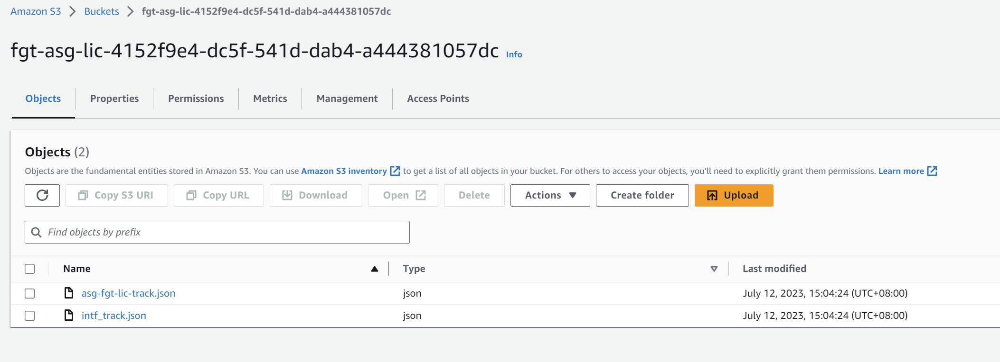 Amazon S3 > Buckets > fgt-asg-lic-4152f9e4-dc5f-541d-dab4-a444381057dc
fgt-asg-lic-4152f9e4-dc5f-541d-dab4-a444381057dc Info
Objects Properties Permissions Metrics Management Access Points
Objects (2)
Objects are the fundamental entities stored in Amazon S3. You can use Amazon S3 inventory to get a list of all objects in your bucket. For others to access your objects, you'll need to explicitly grant them permissions. Learn more
Copy S3 URI Copy URL Download Open Delete Actions Create folder Upload
Find objects by prefix
Name Type Last modified
asg-fgt-lic-track.json json July 12, 2023, 15:04:24 (UTC+08:00)
intf_track.json json July 12, 2023, 15:04:24 (UTC+08:00)